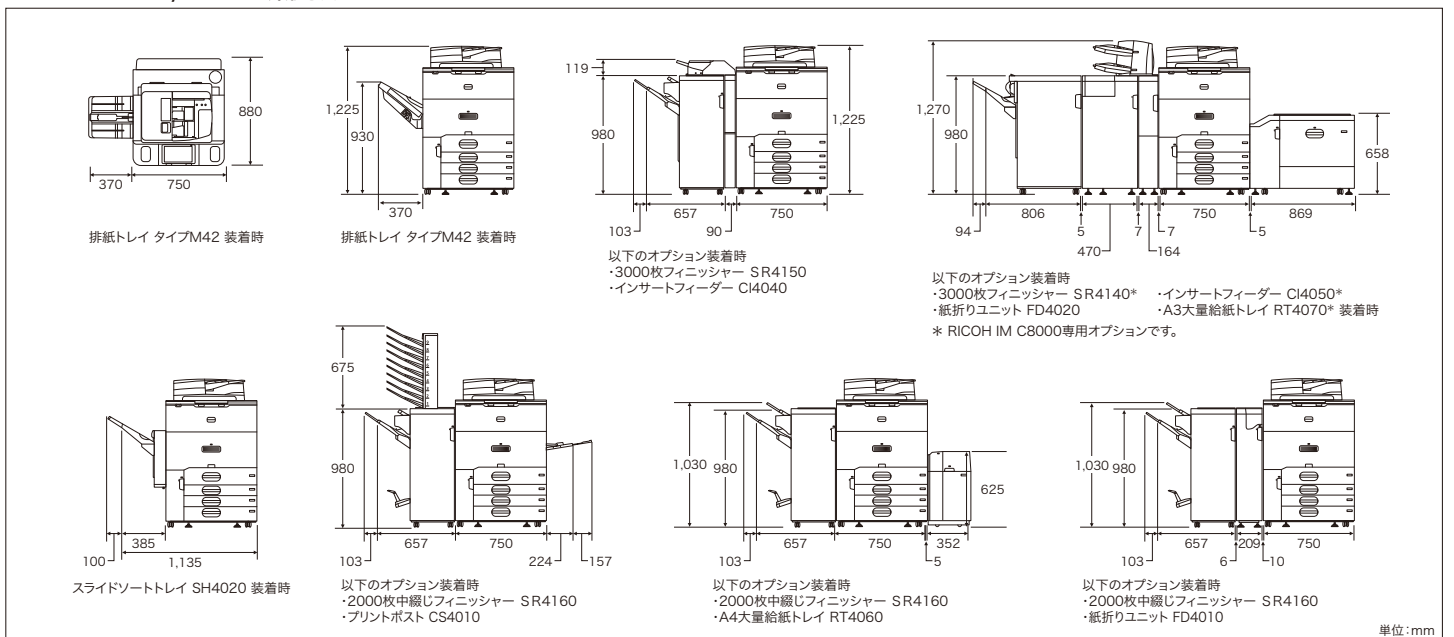 880
370
750
排紙トレイ タイプM42 装着時
1,225
930
370
排紙トレイ タイプM42 装着時
119
980
1,225
657
750
103
90
以下のオプション装着時
・3000枚フィニッシャー SR4150
・インサートフィーダー CI4040
1,270
980
658
806
750
869
94
5
7
7
5
470
164
以下のオプション装着時
・3000枚フィニッシャー SR4140* ・インサートフィーダー CI4050*
・紙折りユニット FD4020 ・A3大量給紙トレイ RT4070* 装着時
* RICOH IM C8000専用オプションです。
385
100
1,135
スライドソートトレイ SH4020 装着時
675
980
657
750
103
224
157
以下のオプション装着時
・2000枚中綴じフィニッシャー SR4160
・プリントポスト CS4010
1,030
980
625
657
750
352
103
5
以下のオプション装着時
・2000枚中綴じフィニッシャー SR4160
・A4大量給紙トレイ RT4060
1,030
980
657
209
750
103
6
10
以下のオプション装着時
・2000枚中綴じフィニッシャー SR4160
・紙折りユニット FD4010
単位:mm